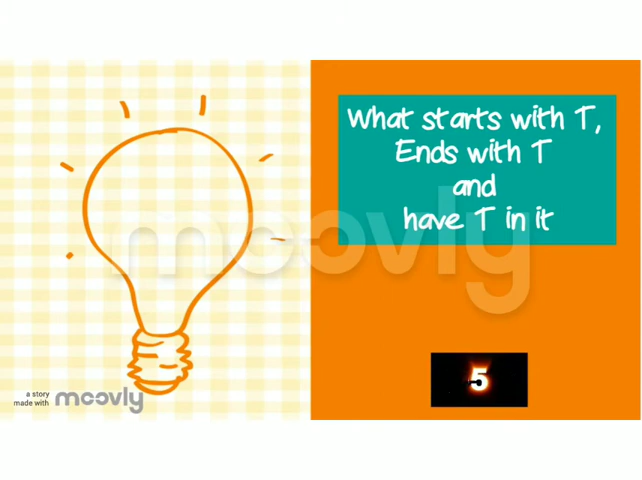 What starts with T,
Ends with T
and
have T in it
moovly
5
a story
made with moovly